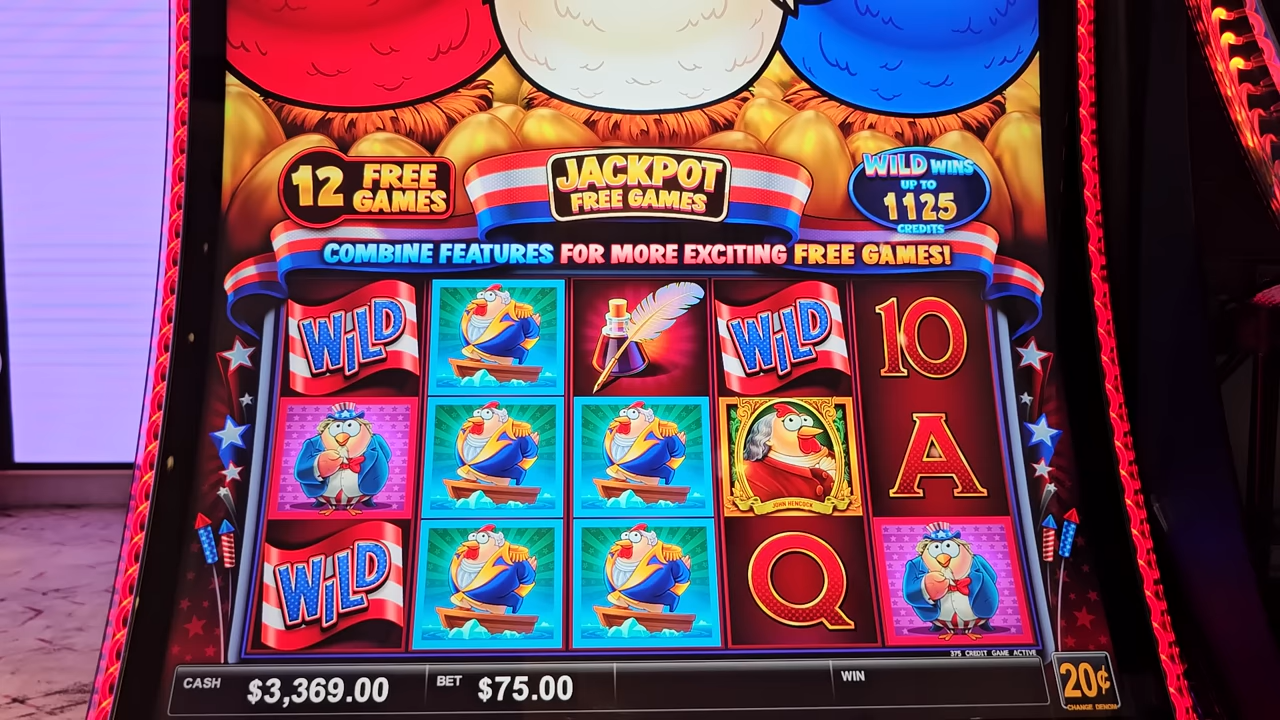 12 FREE GAMES
JACKPOT
FREE GAMES
WILD WINS
UP TO
1125
CREDITS
COMBINE FEATURES FOR MORE EXCITING FREE GAMES!
WiLD
WiLD
10
JOHN HENCOCK
A
WiLD
Q
375 CREDIT GAME ACTIVE
CASH $3,369.00
BET $75.00
WIN
20¢
CHANGE DENOM